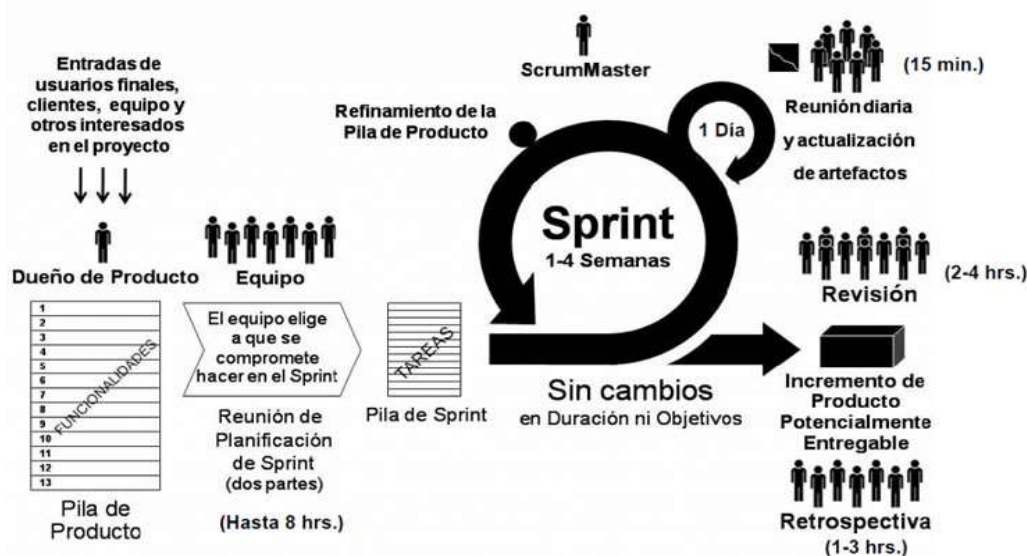 Entradas de
usuarios finales,
clientes, equipo y
otros interesados
en el proyecto
Dueño de Producto
1
2
3
4
5
6
7
8
9
10
11
12
13
FUNCIONALIDADES
Pila de
Producto
Equipo
El equipo elige
a que se
compromete
hacer en el Sprint
Reunión de
Planificación
de Sprint
(dos partes)
(Hasta 8 hrs.)
TAREAS
Pila de Sprint
ScrumMaster
Refinamiento de la
Pila de Producto
1 Día
Sprint
1-4 Semanas
Sin cambios
en Duración ni Objetivos
(15 min.)
Reunión diaria
y actualización
de artefactos
(2-4 hrs.)
Revisión
Incremento de
Producto
Potencialmente
Entregable
Retrospectiva
(1-3 hrs.)